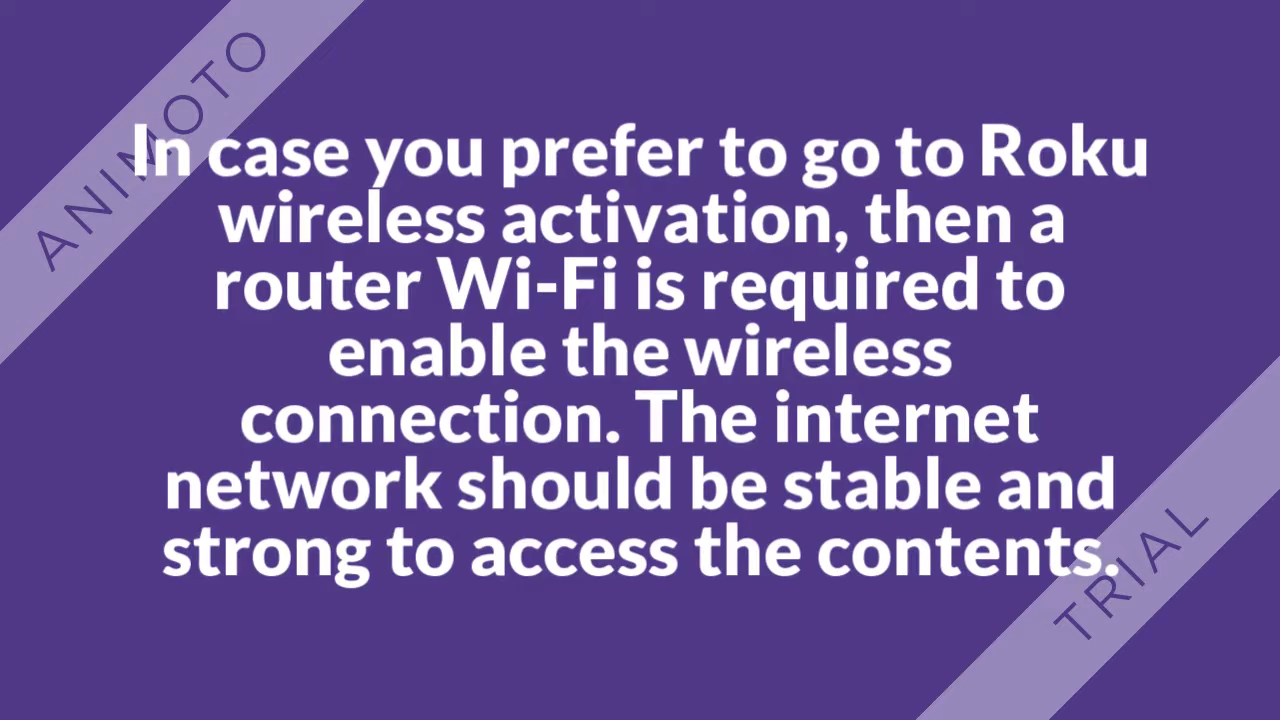 ANIMOTO
In case you prefer to go to Roku
wireless activation, then a
router Wi-Fi is required to
enable the wireless
connection. The internet
network should be stable and
strong to access the contents.
TRIAL